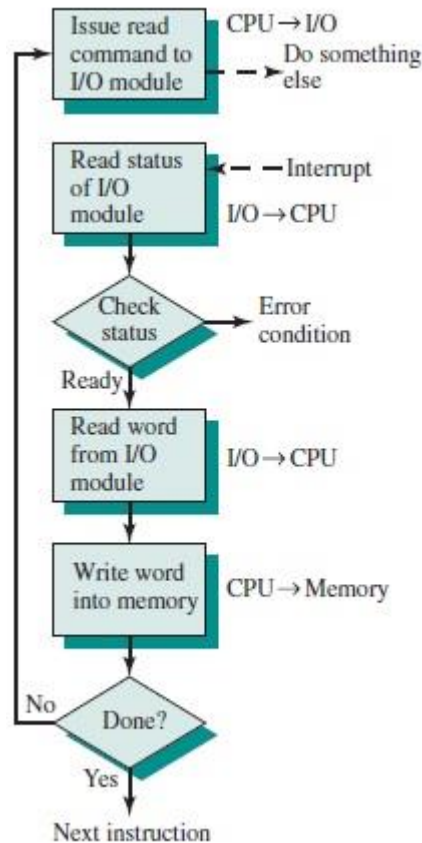 Issue read
command to
I/O module
CPU → I/O
Do something
else
Read status
of I/O
module
Interrupt
I/O → CPU
Check
status
Error
condition
Ready
Read word
from I/O
module
I/O → CPU
Write word
into memory
CPU → Memory
No
Done?
Yes
Next instruction